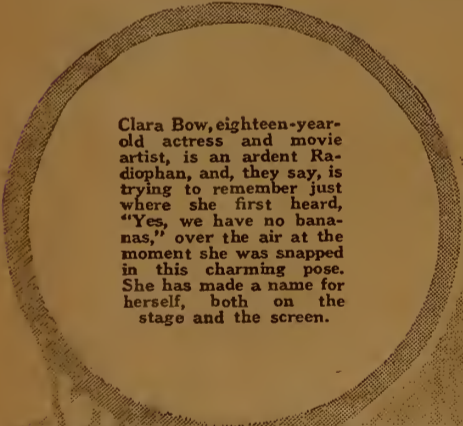 Clara Bow, eighteen-year-
old actress and movie
artist, is an ardent Ra-
diophan, and, they say, is
trying to remember just
where she first heard,
"Yes, we have no bana-
nas," over the air at the
moment she was snapped
in this charming pose.
She has made a name for
herself, both on the
stage and the screen.